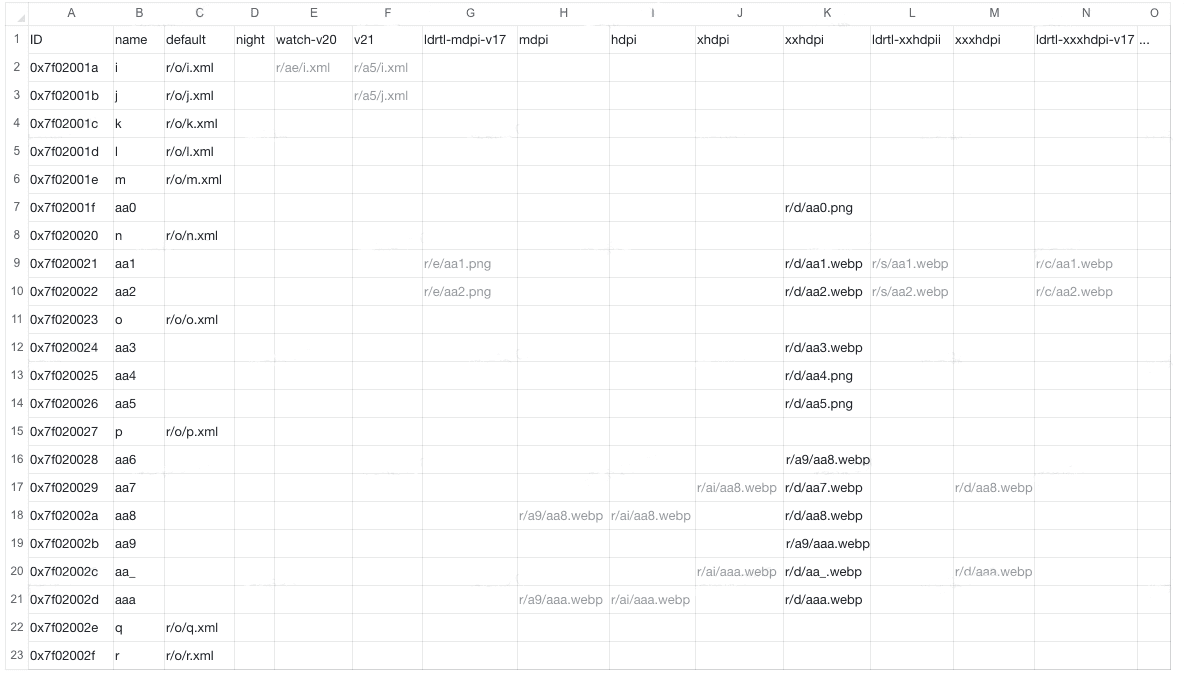 A B C D E F G H I J K L M N O
1 ID name default night watch-v20 v21 ldrtl-mdpi-v17 mdpi hdpi xhdpi xxhdpi ldrtl-xxhdpii xxxhdpi ldrtl-xxxhdpi-v17 ...
2 0x7f02001a i r/o/i.xml r/ae/i.xml r/a5/i.xml
3 0x7f02001b j r/o/j.xml r/a5/j.xml
4 0x7f02001c k r/o/k.xml
5 0x7f02001d l r/o/l.xml
6 0x7f02001e m r/o/m.xml
7 0x7f02001f aa0 r/d/aa0.png
8 0x7f020020 n r/o/n.xml
9 0x7f020021 aa1 r/e/aa1.png r/d/aa1.webp r/s/aa1.webp r/c/aa1.webp
10 0x7f020022 aa2 r/e/aa2.png r/d/aa2.webp r/s/aa2.webp r/c/aa2.webp
11 0x7f020023 o r/o/o.xml
12 0x7f020024 aa3 r/d/aa3.webp
13 0x7f020025 aa4 r/d/aa4.png
14 0x7f020026 aa5 r/d/aa5.png
15 0x7f020027 p r/o/p.xml
16 0x7f020028 aa6 r/a9/aa8.webp
17 0x7f020029 aa7 r/ai/aa8.webp r/d/aa7.webp r/d/aa8.webp
18 0x7f02002a aa8 r/a9/aa8.webp r/ai/aa8.webp r/d/aa8.webp
19 0x7f02002b aa9 r/a9/aaa.webp
20 0x7f02002c aa_ r/ai/aaa.webp r/d/aa_.webp r/d/aaa.webp
21 0x7f02002d aaa r/a9/aaa.webp r/ai/aaa.webp r/d/aaa.webp
22 0x7f02002e q r/o/q.xml
23 0x7f02002f r r/o/r.xml